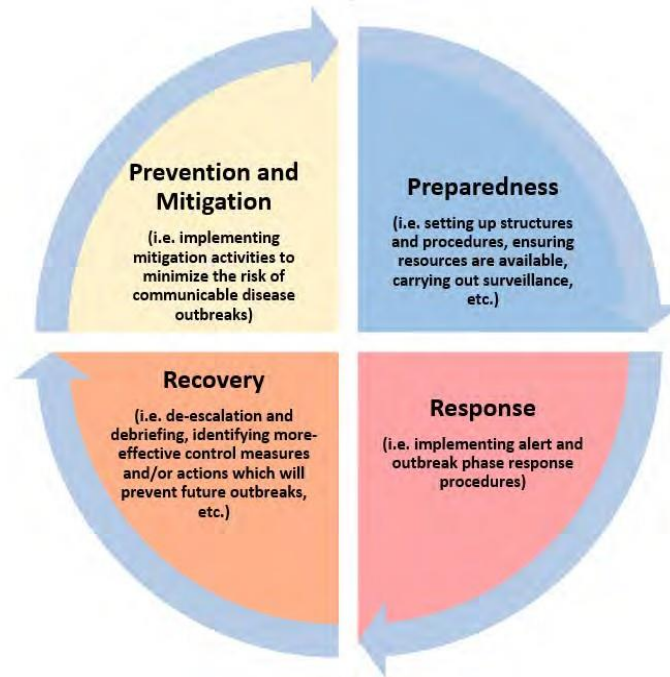 Prevention and
Mitigation
(i.e. implementing
mitigation activities to
minimize the risk of
communicable disease
outbreaks)
Preparedness
(i.e. setting up structures
and procedures, ensuring
resources are available,
carrying out surveillance,
etc.)
Recovery
(i.e. de-escalation and
debriefing, identifying more-
effective control measures
and/or actions which will
prevent future outbreaks,
etc.)
Response
(i.e. implementing alert and
outbreak phase response
procedures)